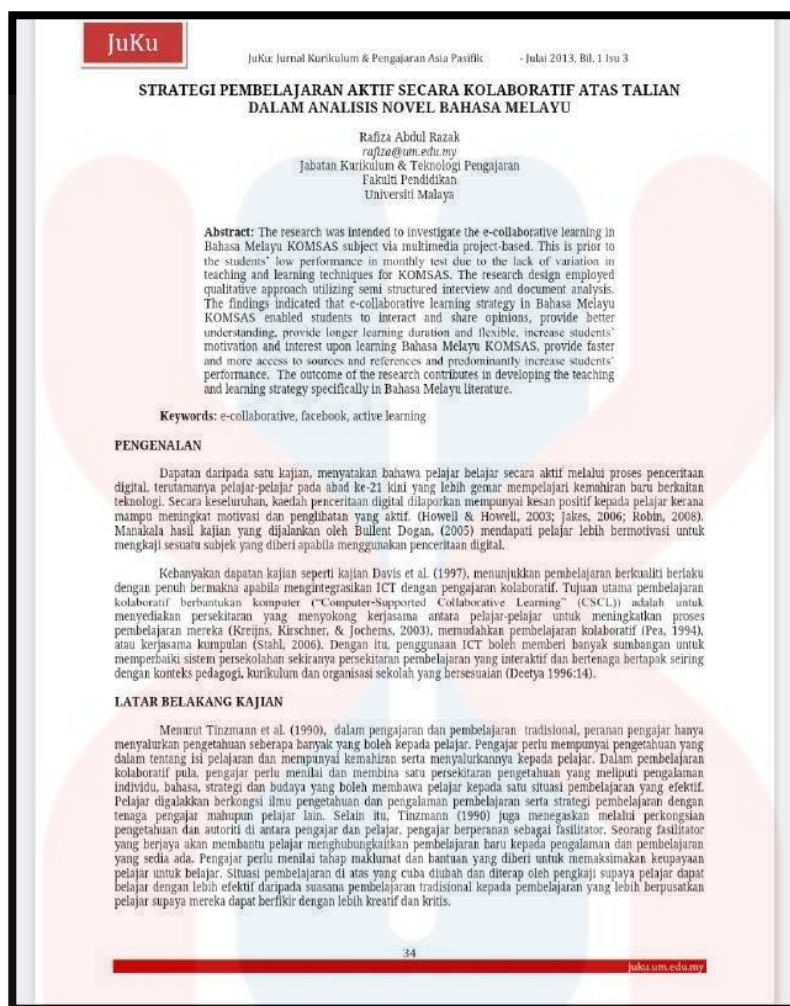 JuKu
JuKu: Jurnal Kurikulum & Pengajaran Asia Pasifik - Julai 2013, Bil. 1 Isu 3
STRATEGI PEMBELAJARAN AKTIF SECARA KOLABORATIF ATAS TALIAN
DALAM ANALISIS NOVEL BAHASA MELAYU
Rafiza Abdul Razak
rafiza@um.edu.my
Jabatan Kurikulum & Teknologi Pengajaran
Fakulti Pendidikan
Universiti Malaya
Abstract: The research was intended to investigate the e-collaborative learning in
Bahasa Melayu KOMSAS subject via multimedia project-based. This is prior to
the students' low performance in monthly test due to the lack of variation in
teaching and learning techniques for KOMSAS. The research design employed
qualitative approach utilizing semi structured interview and document analysis.
The findings indicated that e-collaborative learning strategy in Bahasa Melayu
KOMSAS enabled students to interact and share opinions, provide better
understanding, provide longer learning duration and flexible, increase students'
motivation and interest upon learning Bahasa Melayu KOMSAS, provide faster
and more access to sources and references and predominantly increase students'
performance. The outcome of the research contributes in developing the teaching
and learning strategy specifically in Bahasa Melayu literature.
Keywords: e-collaborative, facebook, active learning
PENGENALAN
Dapatan daripada satu kajian, menyatakan bahawa pelajar belajar secara aktif melalui proses penceritaan
digital, terutamanya pelajar-pelajar pada abad ke-21 kini yang lebih gemar mempelajari kemahiran baru berkaitan
teknologi. Secara keseluruhan, kaedah penceritaan digital dilaporkan mempunyai kesan positif kepada pelajar kerana
mampu meningkat motivasi dan penglibatan yang aktif. (Howell & Howell, 2003; Jakes, 2006; Robin, 2008).
Manakala hasil kajian yang dijalankan oleh Bullent Dogan, (2005) mendapati pelajar lebih bermotivasi untuk
mengkaji sesuatu subjek yang diberi apabila menggunakan penceritaan digital.
Kebanyakan dapatan kajian seperti kajian Davis et al. (1997), menunjukkan pembelajaran berkualiti berlaku
dengan penuh bermakna apabila mengintegrasikan ICT dengan pengajaran kolaboratif. Tujuan utama pembelajaran
kolaboratif berbantukan komputer ("Computer-Supported Collaborative Learning" (CSCL)) adalah untuk
menyediakan persekitaran yang menyokong kerjasama antara pelajar-pelajar untuk meningkatkan proses
pembelajaran mereka (Kreijns, Kirschner, & Jochems, 2003), memudahkan pembelajaran kolaboratif (Pea, 1994),
atau kerjasama kumpulan (Stahl, 2006). Dengan itu, penggunaan ICT boleh memberi banyak sumbangan untuk
memperbaiki sistem persekolahan sekiranya persekitaran pembelajaran yang interaktif dan bertenaga bertapak seiring
dengan konteks pedagogi, kurikulum dan organisasi sekolah yang bersesuaian (Deetya 1996:14).
LATAR BELAKANG KAJIAN
Menurut Tinzmann et al. (1990), dalam pengajaran dan pembelajaran tradisional, peranan pengajar hanya
menyalurkan pengetahuan seberapa banyak yang boleh kepada pelajar. Pengajar perlu mempunyai pengetahuan yang
dalam tentang isi pelajaran dan mempunyai kemahiran serta menyalurkannya kepada pelajar. Dalam pembelajaran
kolaboratif pula, pengajar perlu menilai dan membina satu persekitaran pengetahuan yang meliputi pengalaman
individu, bahasa, strategi dan budaya yang boleh membawa pelajar kepada satu situasi pembelajaran yang efektif.
Pelajar digalakkan berkongsi ilmu pengetahuan dan pengalaman pembelajaran serta strategi pembelajaran dengan
tenaga pengajar mahupun pelajar lain. Selain itu, Tinzmann (1990) juga menegaskan melalui perkongsian
pengetahuan dan autoriti di antara pengajar dan pelajar, pengajar berperanan sebagai fasilitator. Seorang fasilitator
yang berjaya akan membantu pelajar menghubungkaitkan pembelajaran baru kepada pengalaman dan pembelajaran
yang sedia ada. Pengajar perlu menilai tahap maklumat dan bantuan yang diberi untuk memaksimakan keupayaan
pelajar untuk belajar. Situasi pembelajaran di atas yang cuba diubah dan diterap oleh pengkaji supaya pelajar dapat
belajar dengan lebih efektif daripada suasana pembelajaran tradisional kepada pembelajaran yang lebih berpusatkan
pelajar supaya mereka dapat berfikir dengan lebih kreatif dan kritis.
34
juku.um.edu.my